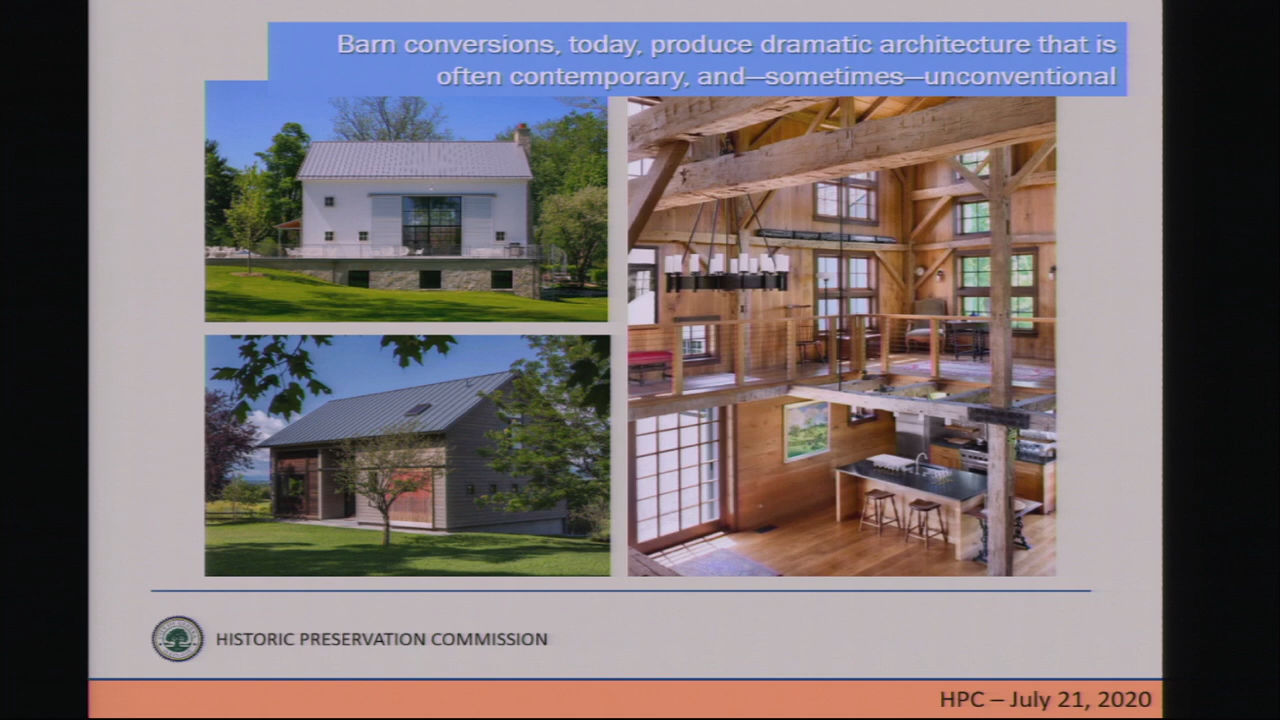 Barn conversions, today, produce dramatic architecture that is
often contemporary, and—sometimes—unconventional
HISTORIC PRESERVATION COMMISSION
HPC – July 21, 2020